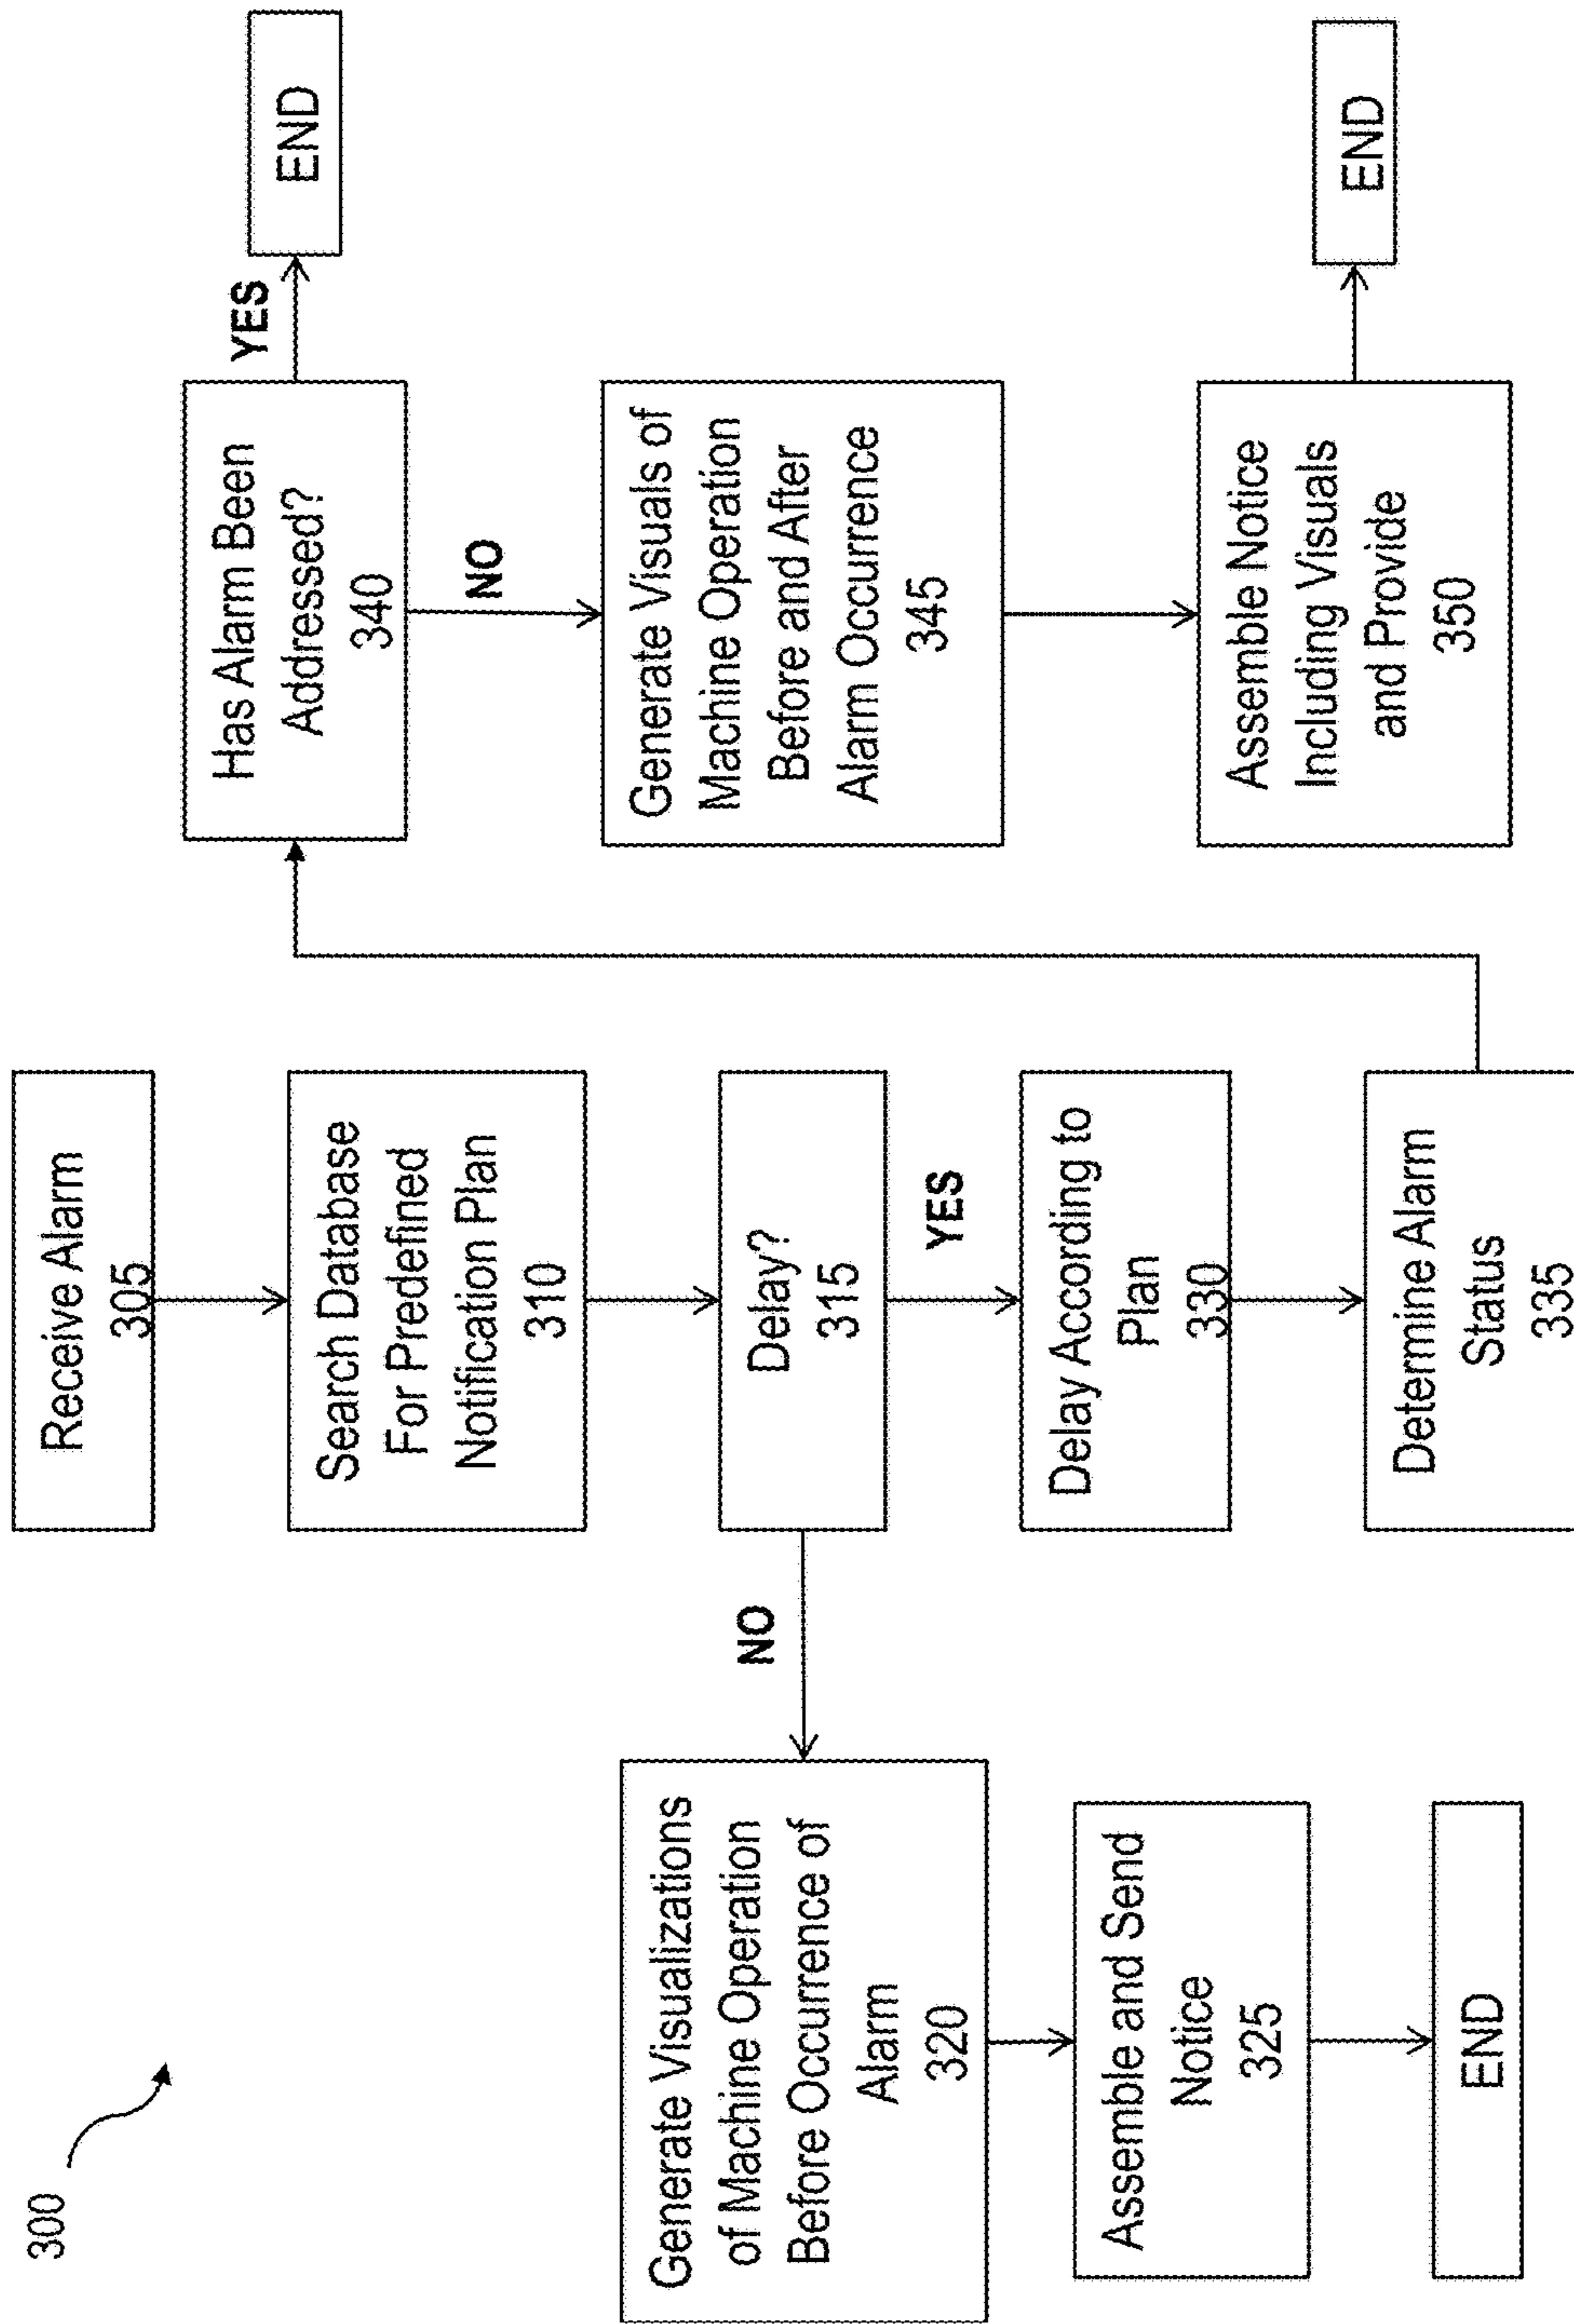 300
Receive Alarm
305
Search Database
For Predefined
Notification Plan
310
Delay?
315
NO
YES
Generate Visualizations
of Machine Operation
Before Occurrence of
Alarm
320
Assemble and Send
Notice
325
END
Delay According to
Plan
330
Determine Alarm
Status
335
Has Alarm Been
Addressed?
340
YES
END
NO
Generate Visuals of
Machine Operation
Before and After
Alarm Occurrence
345
Assemble Notice
Including Visuals
and Provide
350
END